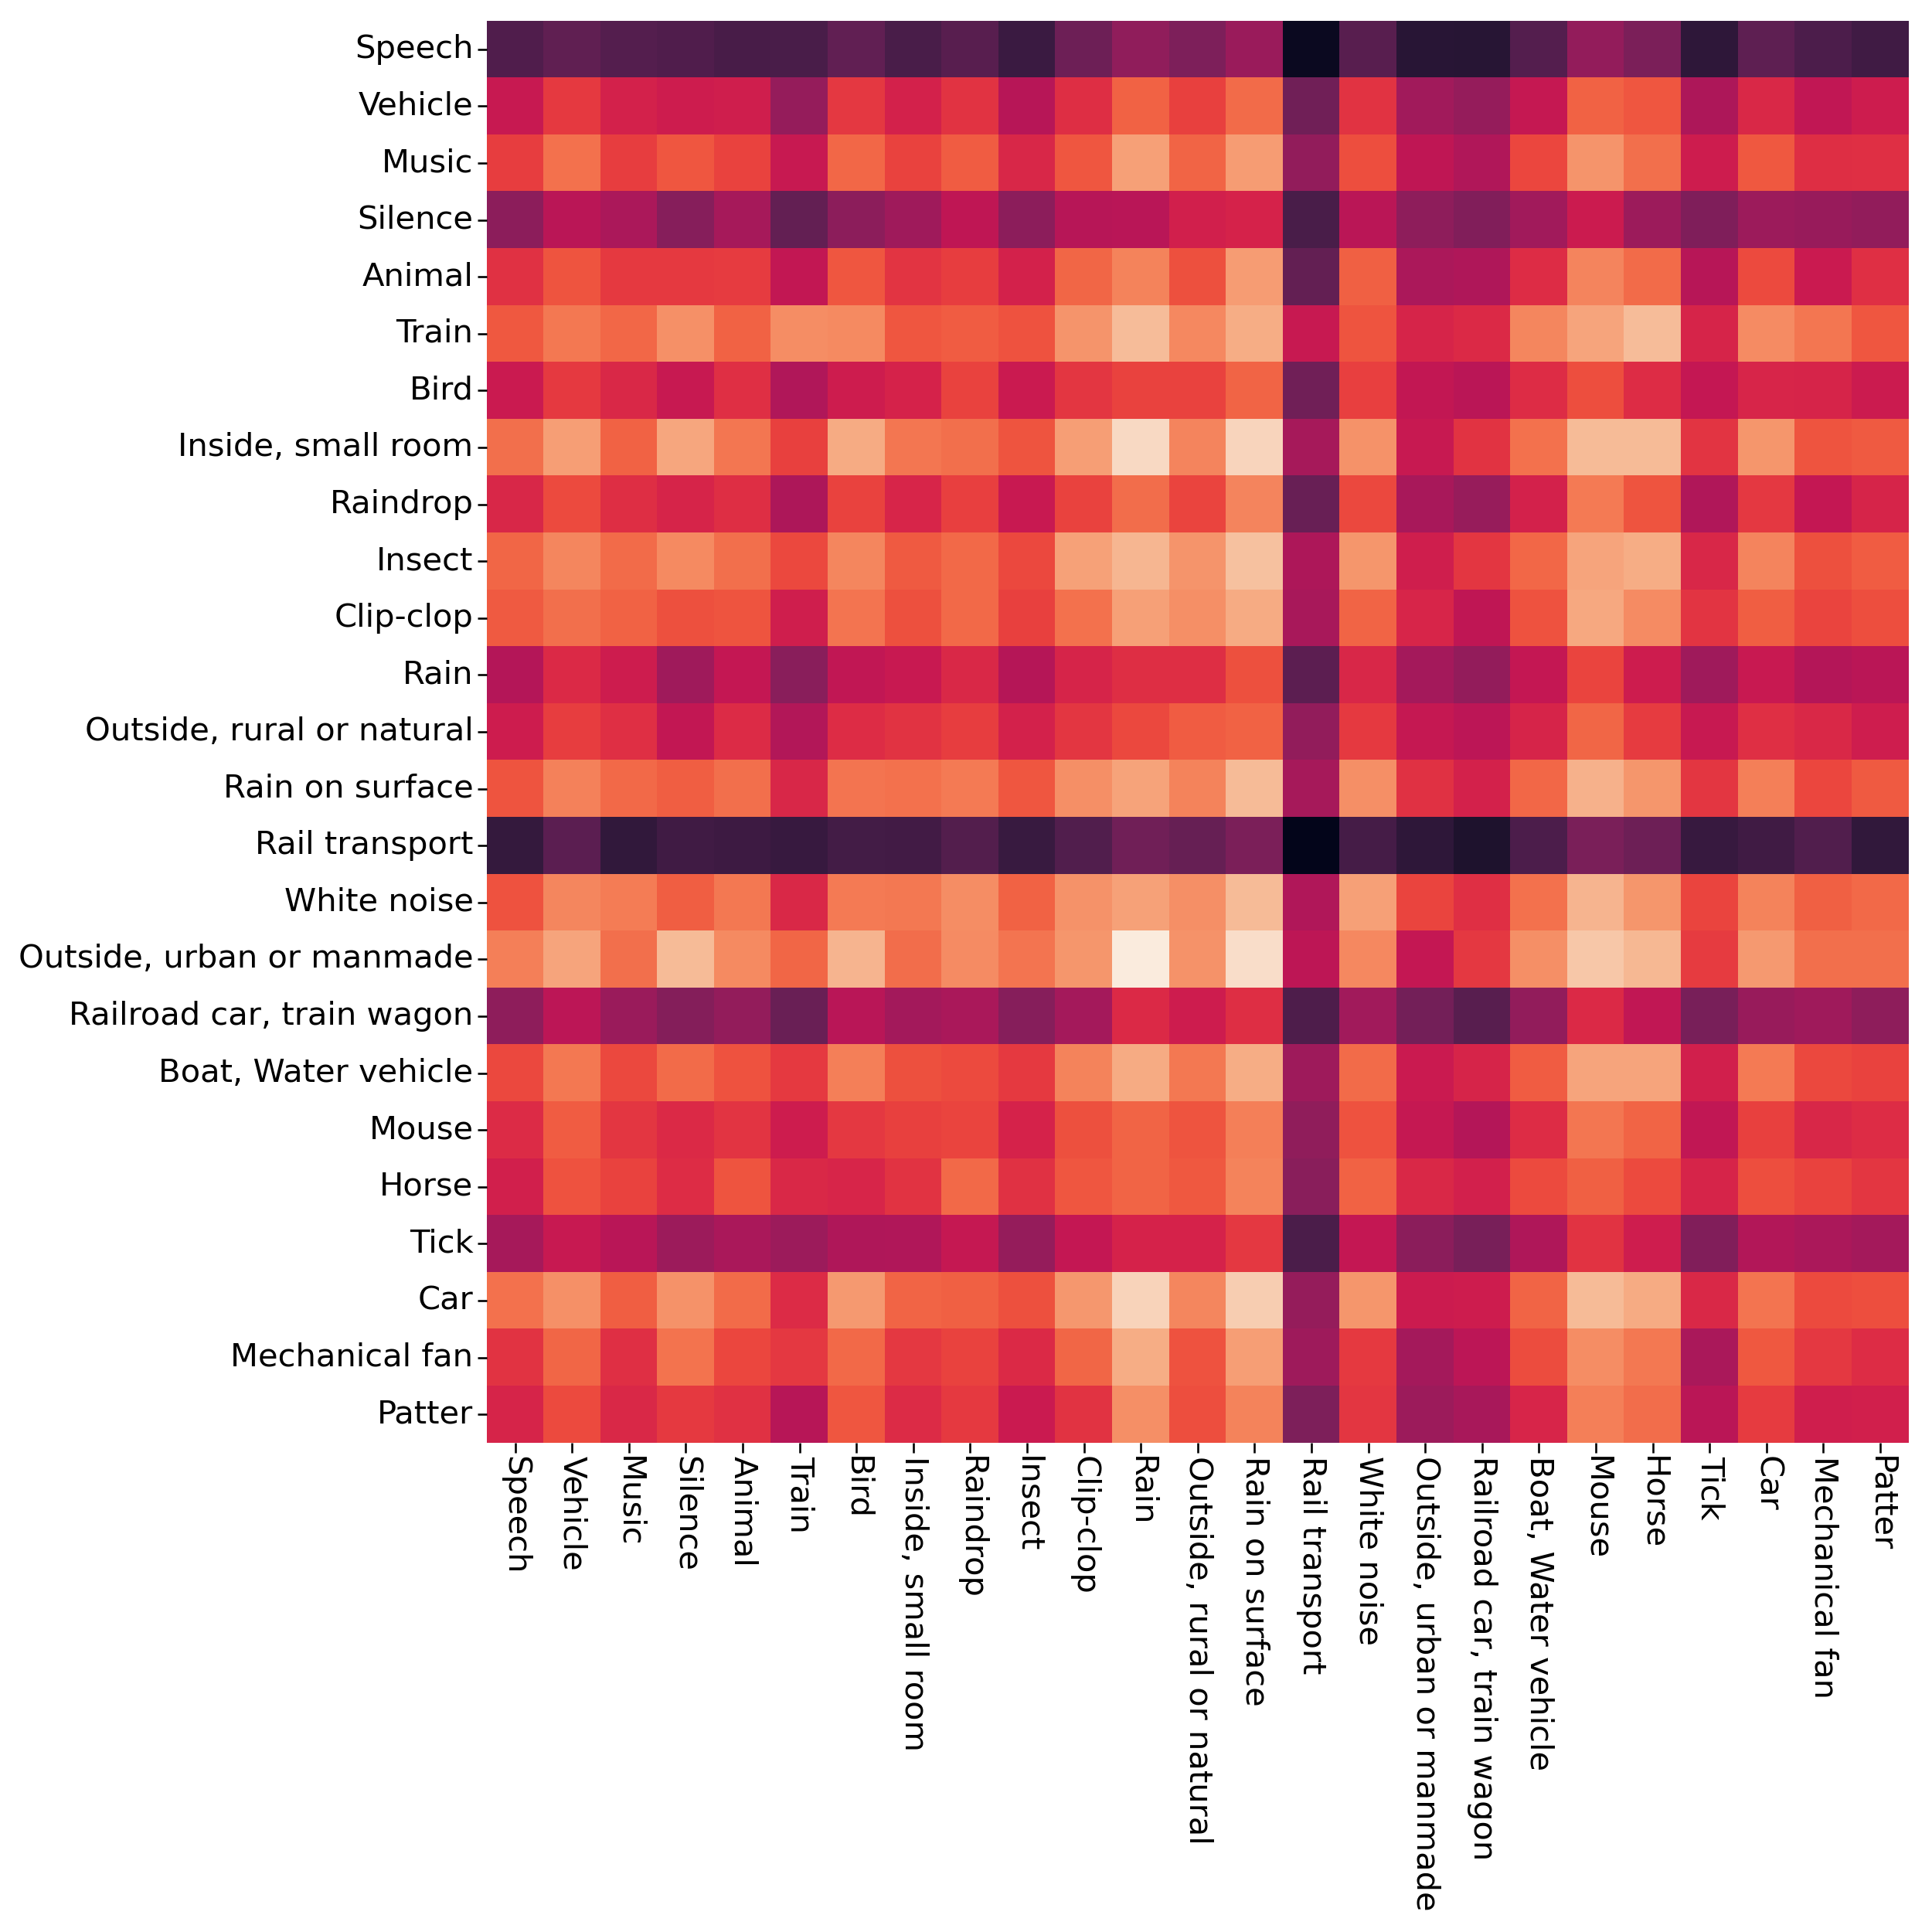 Speech
Vehicle
Music
Silence
Animal
Train
Bird
Inside, small room
Raindrop
Insect
Clip-clop
Rain
Outside, rural or natural
Rain on surface
Rail transport
White noise
Outside, urban or manmade
Railroad car, train wagon
Boat, Water vehicle
Mouse
Horse
Tick
Car
Mechanical fan
Patter
Speech
Vehicle
Music
Silence
Animal
Train
Bird
Inside, small room
Raindrop
Insect
Clip-clop
Rain
Outside, rural or natural
Rain on surface
Rail transport
White noise
Outside, urban or manmade
Railroad car, train wagon
Boat, Water vehicle
Mouse
Horse
Tick
Car
Mechanical fan
Patter